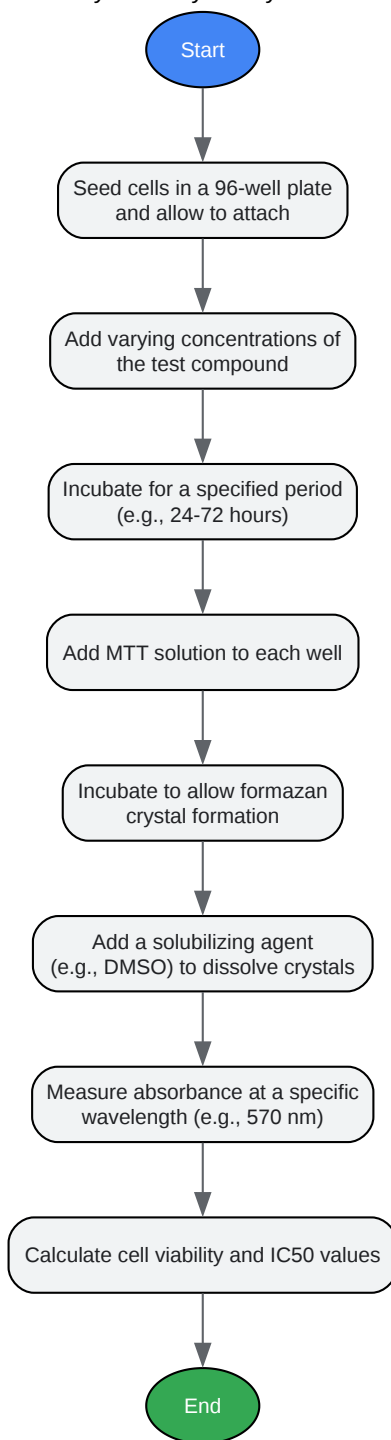 Start
Seed cells in a 96-well plate
and allow to attach
Add varying concentrations of
the test compound
Incubate for a specified period
(e.g., 24-72 hours)
Add MTT solution to each well
Incubate to allow formazan
crystal formation
Add a solubilizing agent
(e.g., DMSO) to dissolve crystals
Measure absorbance at a specific
wavelength (e.g., 570 nm)
Calculate cell viability and IC50 values
End